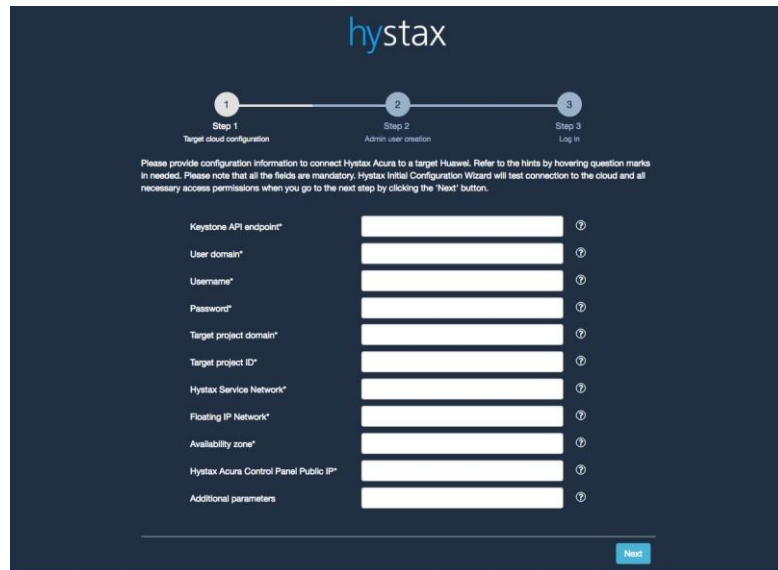 hystax
1 2 3
Step 1 Step 2 Step 3
Target cloud configuration Admin user creation Log in
Please provide configuration information to connect Hystax Acura to a target Huawei. Refer to the hints by hovering question marks
in needed. Please note that all the fields are mandatory. Hystax Initial Configuration Wizard will test connection to the cloud and all
necessary access permissions when you go to the next step by clicking the 'Next' button.
Keystone API endpoint* ?
User domain* ?
Username* ?
Password* ?
Target project domain* ?
Target project ID* ?
Hystax Service Network* ?
Floating IP Network* ?
Availability zone* ?
Hystax Acura Control Panel Public IP* ?
Additional parameters ?
Next